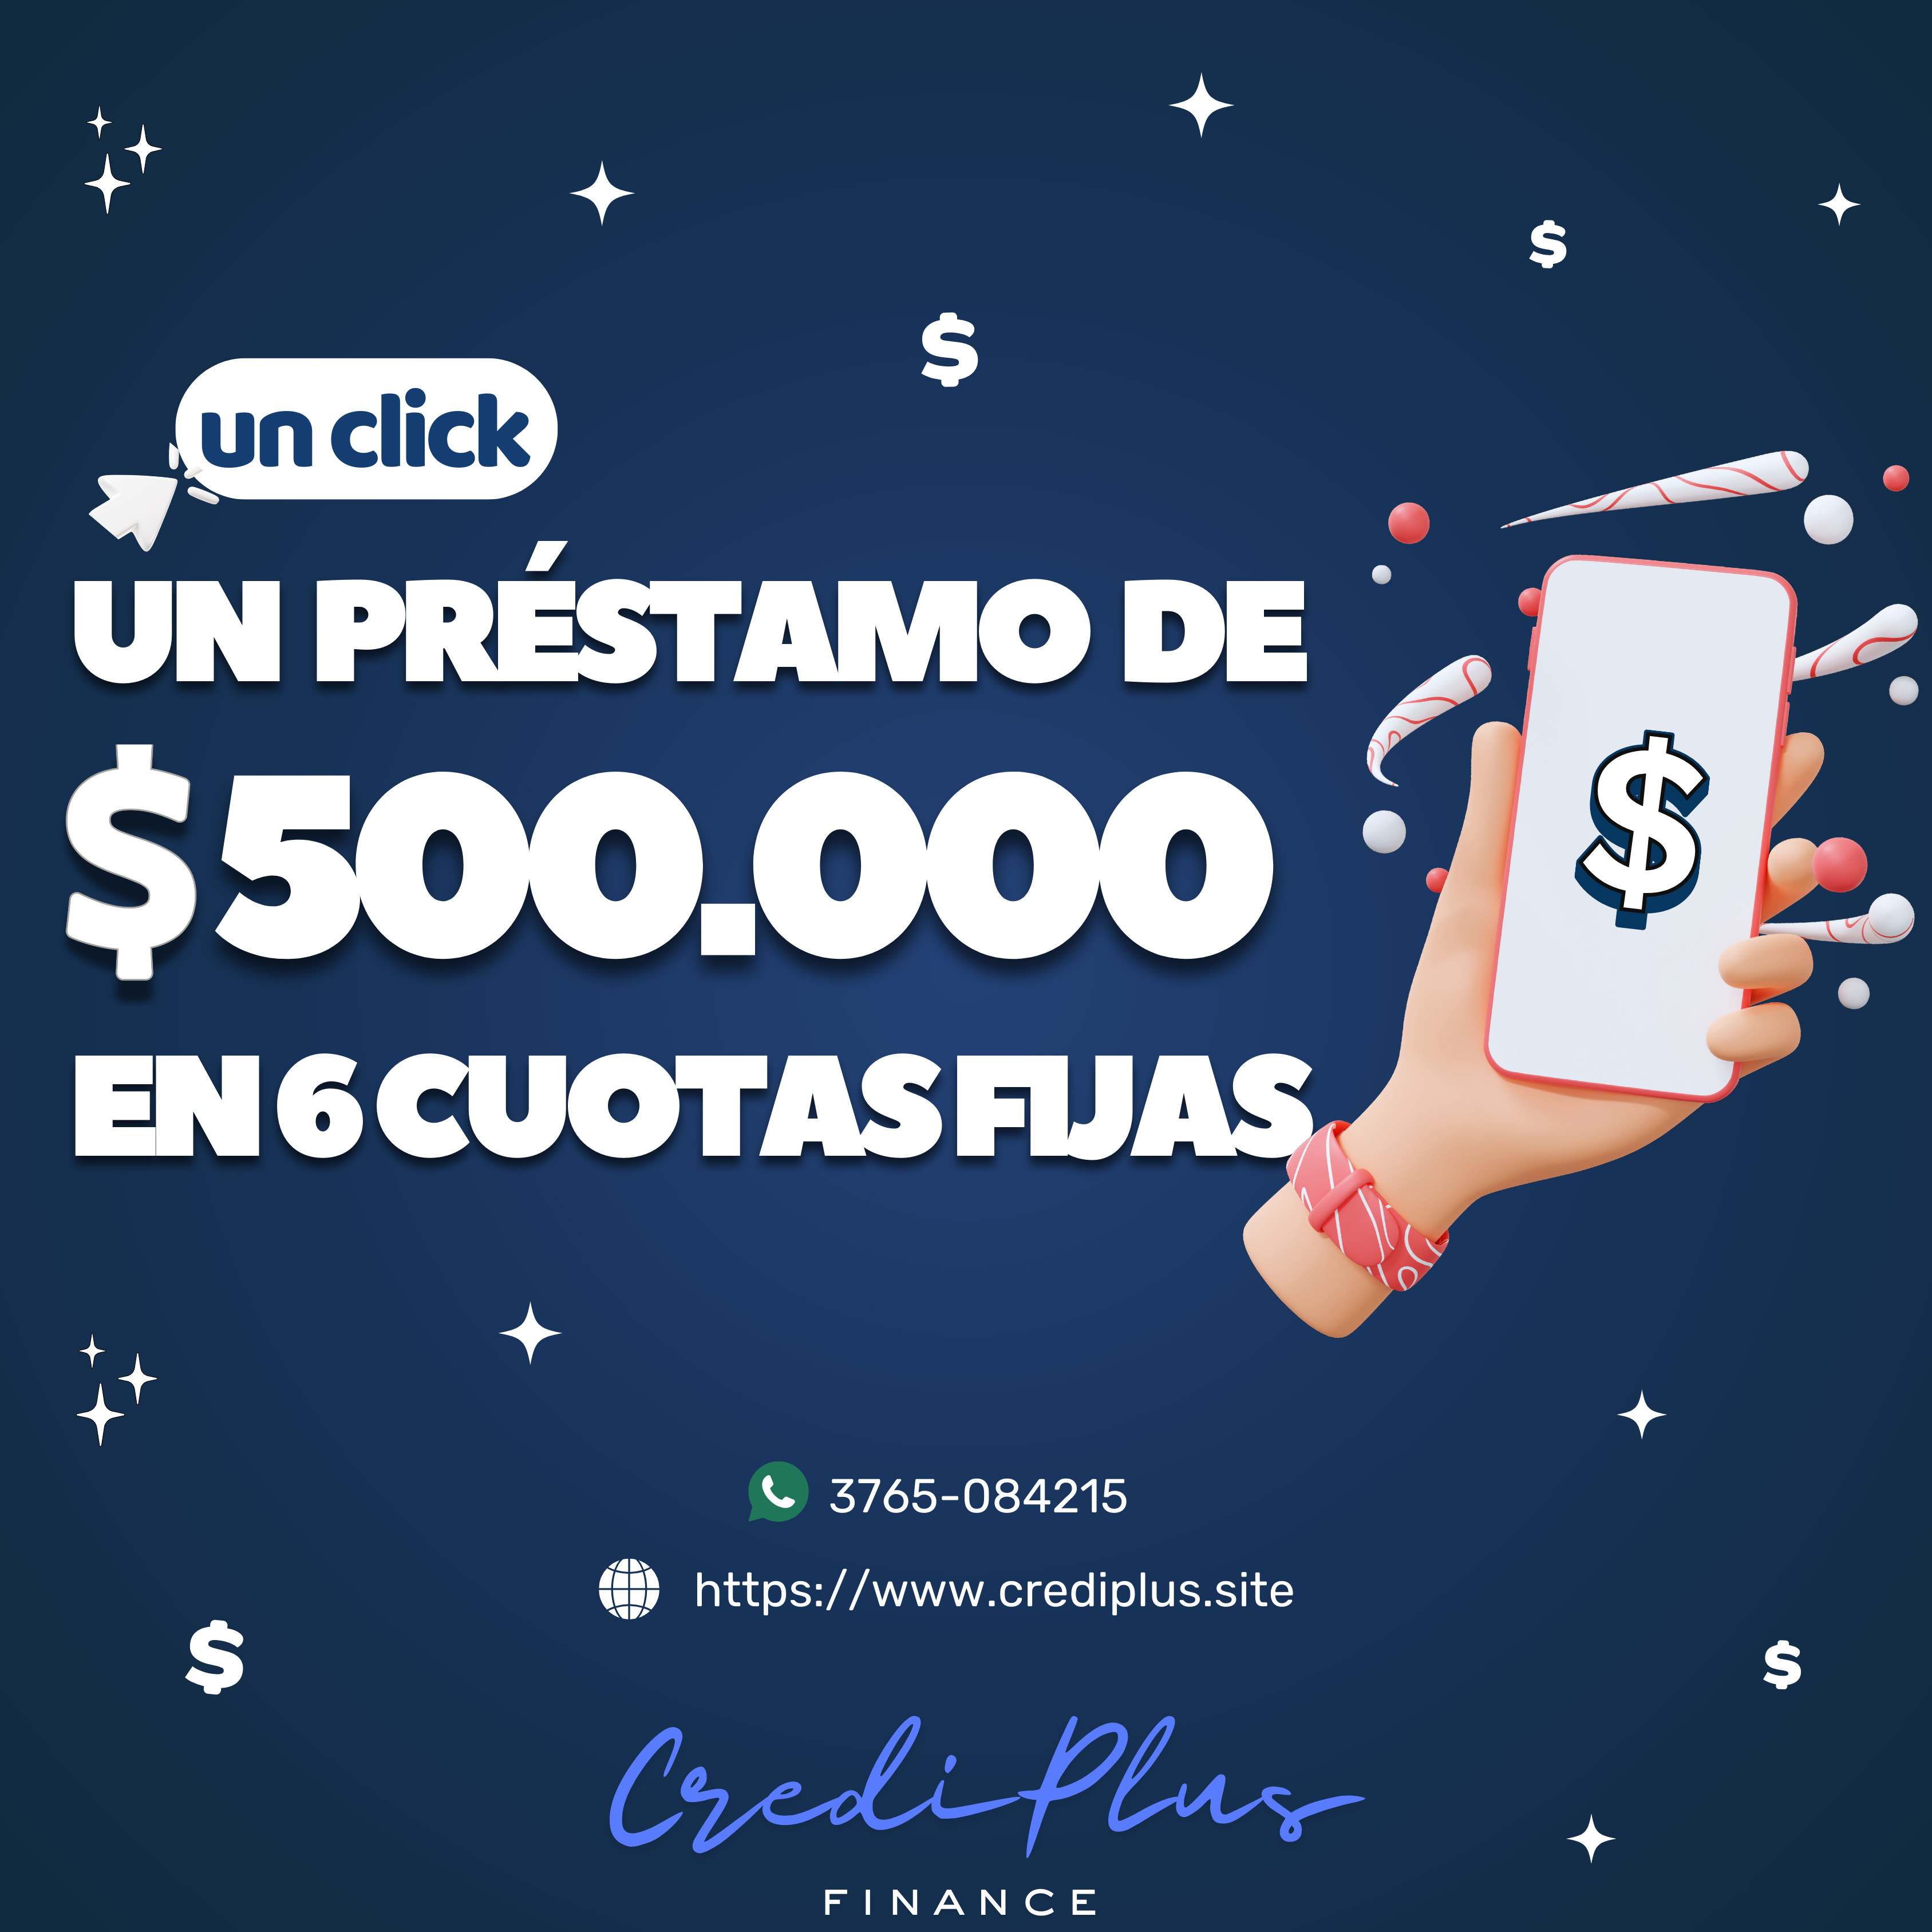 un click
UN PRÉSTAMO DE
$500.000
EN 6 CUOTAS FIJAS
$
3765-084215
https://www.crediplus.site
CrediPlus
FINANCE